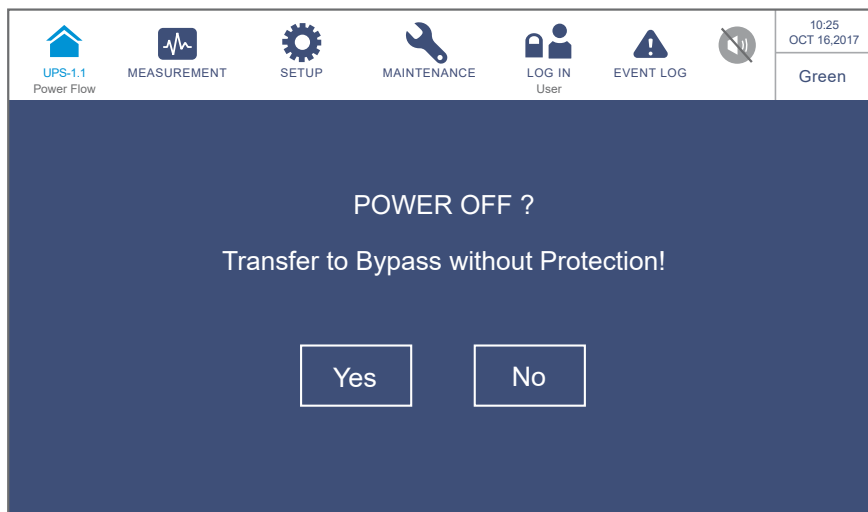 UPS-1.1
Power Flow
MEASUREMENT
SETUP
MAINTENANCE
LOG IN
User
EVENT LOG
10:25
OCT 16,2017
Green
POWER OFF ?
Transfer to Bypass without Protection!
Yes
No